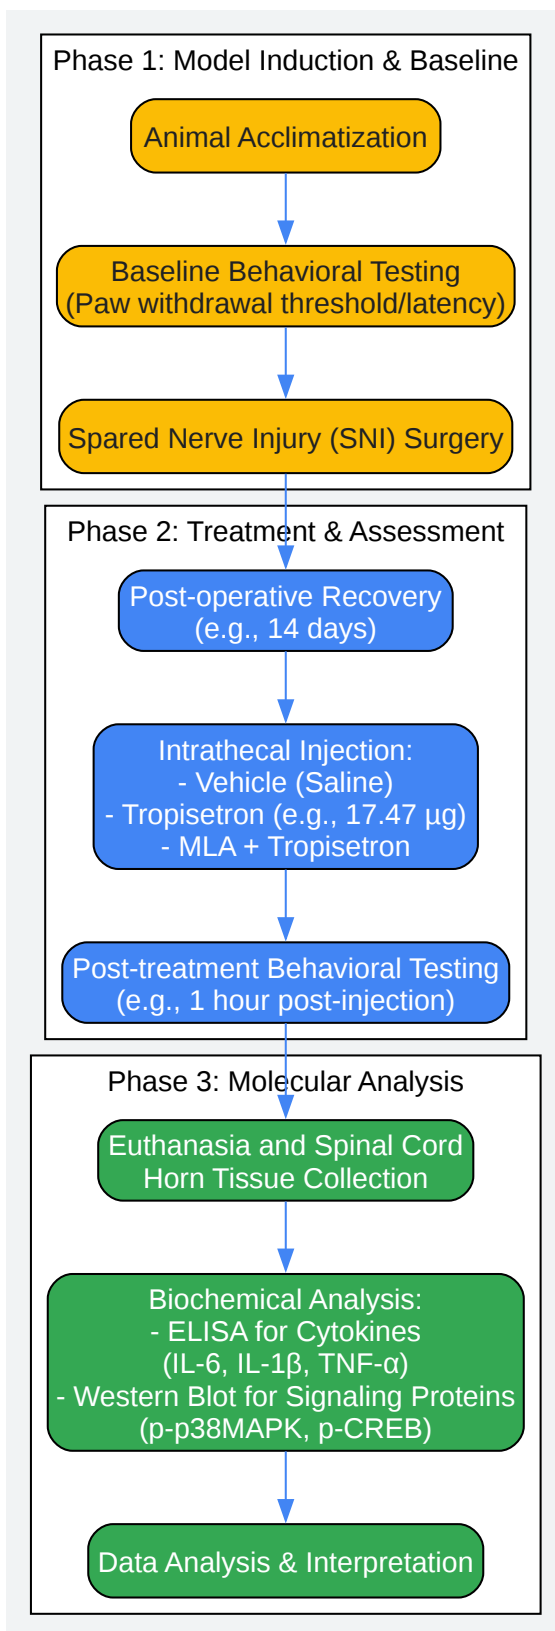 Phase 1: Model Induction & Baseline
Animal Acclimatization
Baseline Behavioral Testing
(Paw withdrawal threshold/latency)
Spared Nerve Injury (SNI) Surgery
Phase 2: Treatment & Assessment
Post-operative Recovery
(e.g., 14 days)
Intrathecal Injection:
- Vehicle (Saline)
- Tropisetron (e.g., 17.47 µg)
- MLA + Tropisetron
Post-treatment Behavioral Testing
(e.g., 1 hour post-injection)
Phase 3: Molecular Analysis
Euthanasia and Spinal Cord
Horn Tissue Collection
Biochemical Analysis:
- ELISA for Cytokines
(IL-6, IL-1β, TNF-α)
- Western Blot for Signaling Proteins
(p-p38MAPK, p-CREB)
Data Analysis & Interpretation